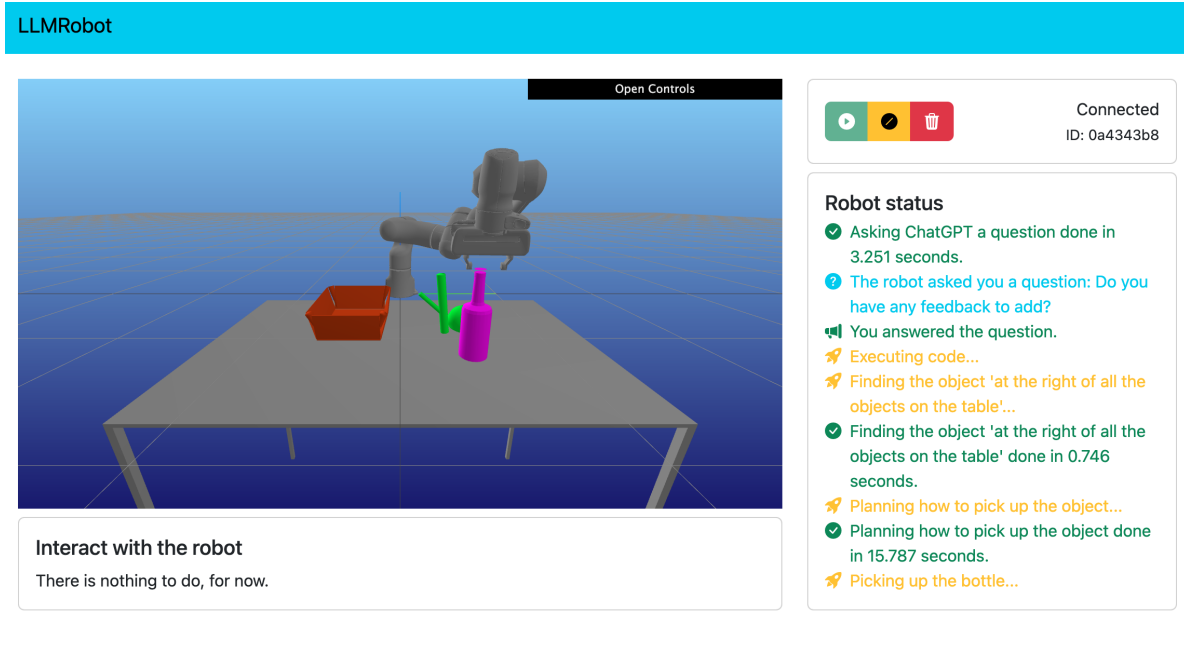 LLMRobot
Open Controls
Connected
ID: 0a4343b8
Robot status
Asking ChatGPT a question done in
3.251 seconds.
The robot asked you a question: Do you
have any feedback to add?
You answered the question.
Executing code...
Finding the object 'at the right of all the
objects on the table'...
Finding the object 'at the right of all the
objects on the table' done in 0.746
seconds.
Planning how to pick up the object...
Planning how to pick up the object done
in 15.787 seconds.
Picking up the bottle...
Interact with the robot
There is nothing to do, for now.